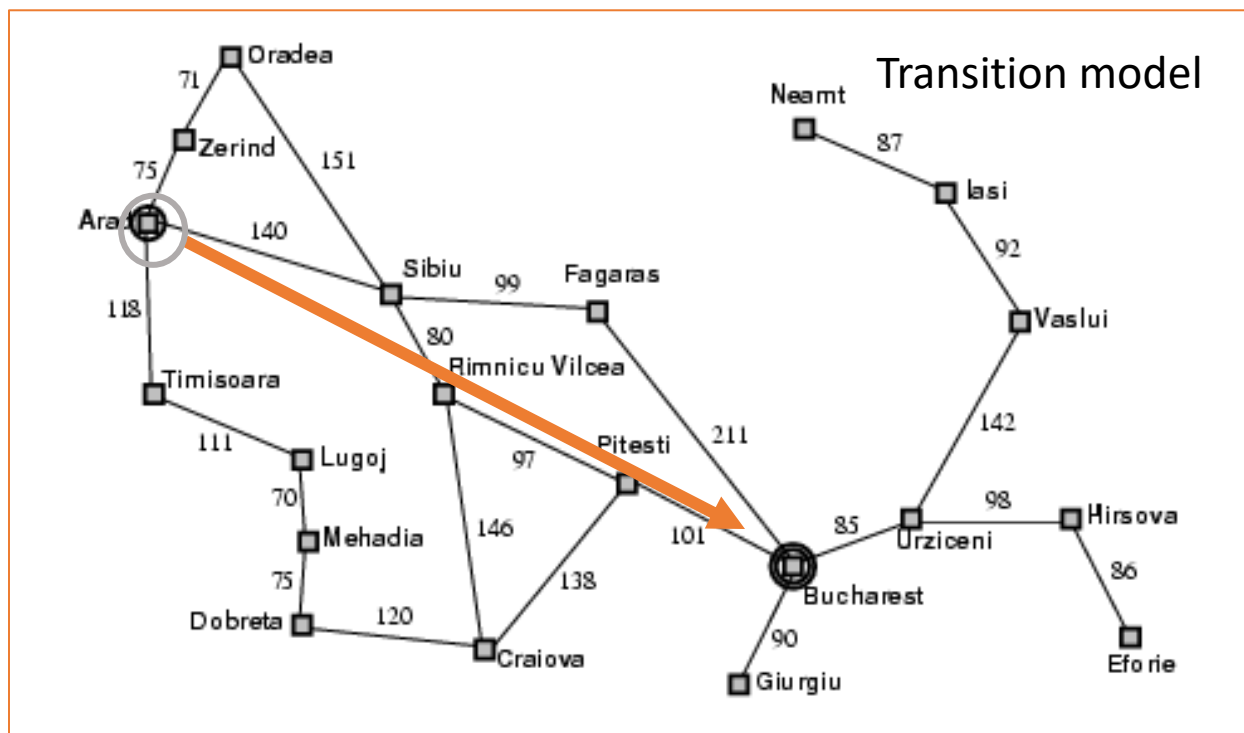 Oradea
Transition model
71
Neamt
Zerind
87
75
151
Iasi
Arad
140
92
Sibiu
Fagaras
99
118
Vaslui
80
Timisoara
Rimnicu Vilcea
142
211
111
Lugoj
97
Pitesti
70
98
Hirsova
146
85
Mehadia
101
Urziceni
75
138
86
Bucharest
Dobreta
120
90
Craiova
Eforie
Giurgiu